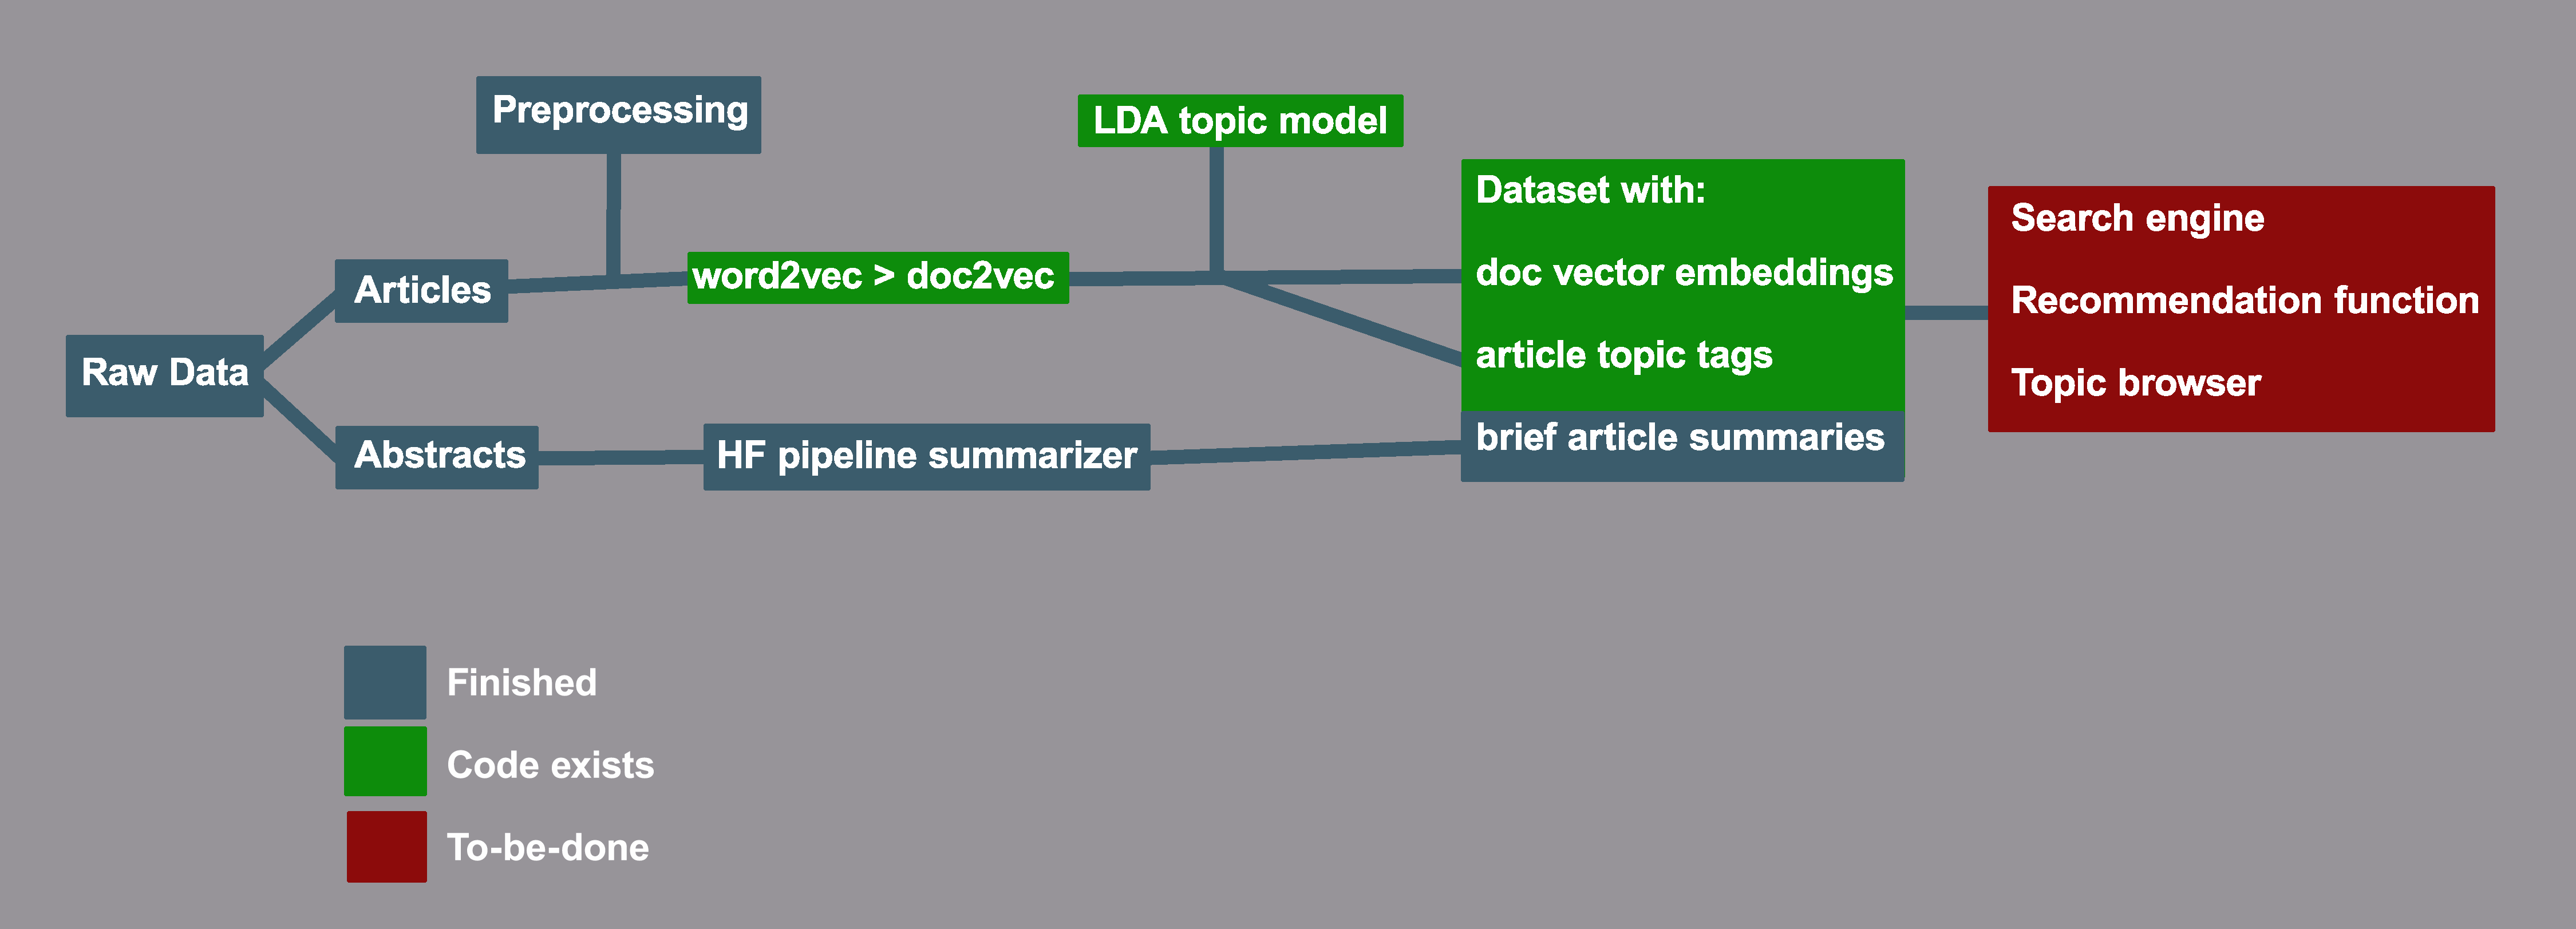 Preprocessing
LDA topic model
Raw Data
Articles
word2vec > doc2vec
Abstracts
HF pipeline summarizer
Dataset with:
doc vector embeddings
article topic tags
brief article summaries
Search engine
Recommendation function
Topic browser
Finished
Code exists
To-be-done